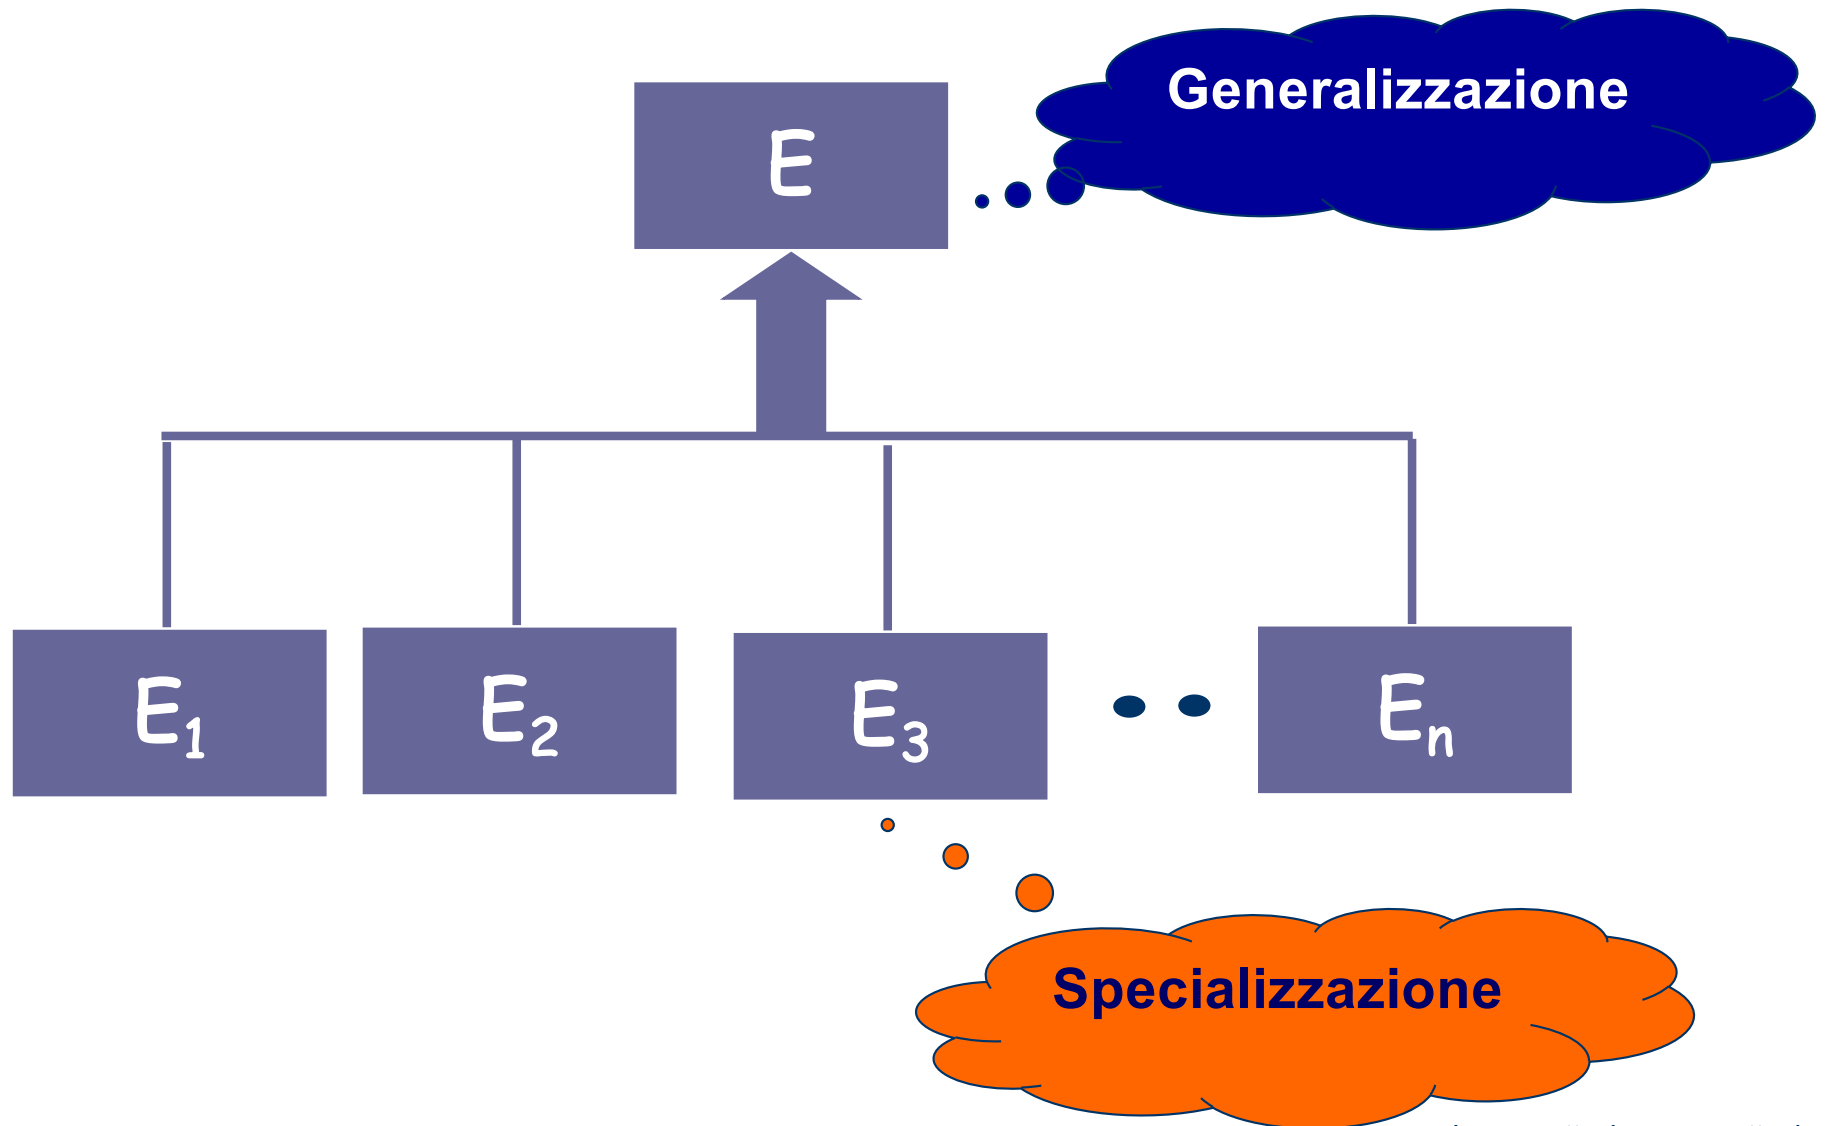 Generalizzazione
E
E₁ E₂ E₃ Eₙ
Specializzazione